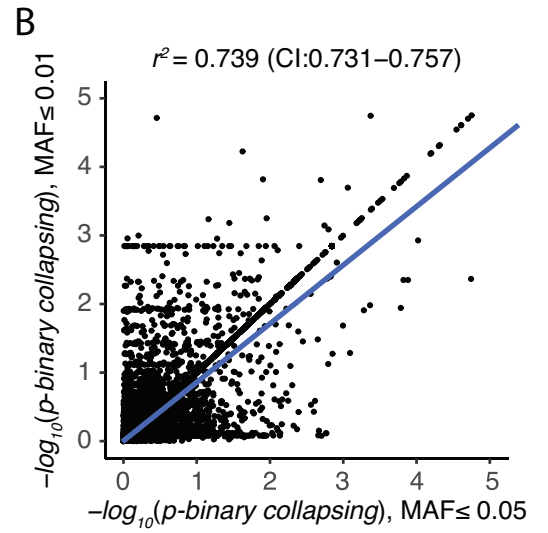 B
r² = 0.739 (CI:0.731−0.757)
−log₁₀(p-binary collapsing), MAF≤ 0.01
5
4
3
2
1
0
0 1 2 3 4 5
−log₁₀(p-binary collapsing), MAF≤ 0.05